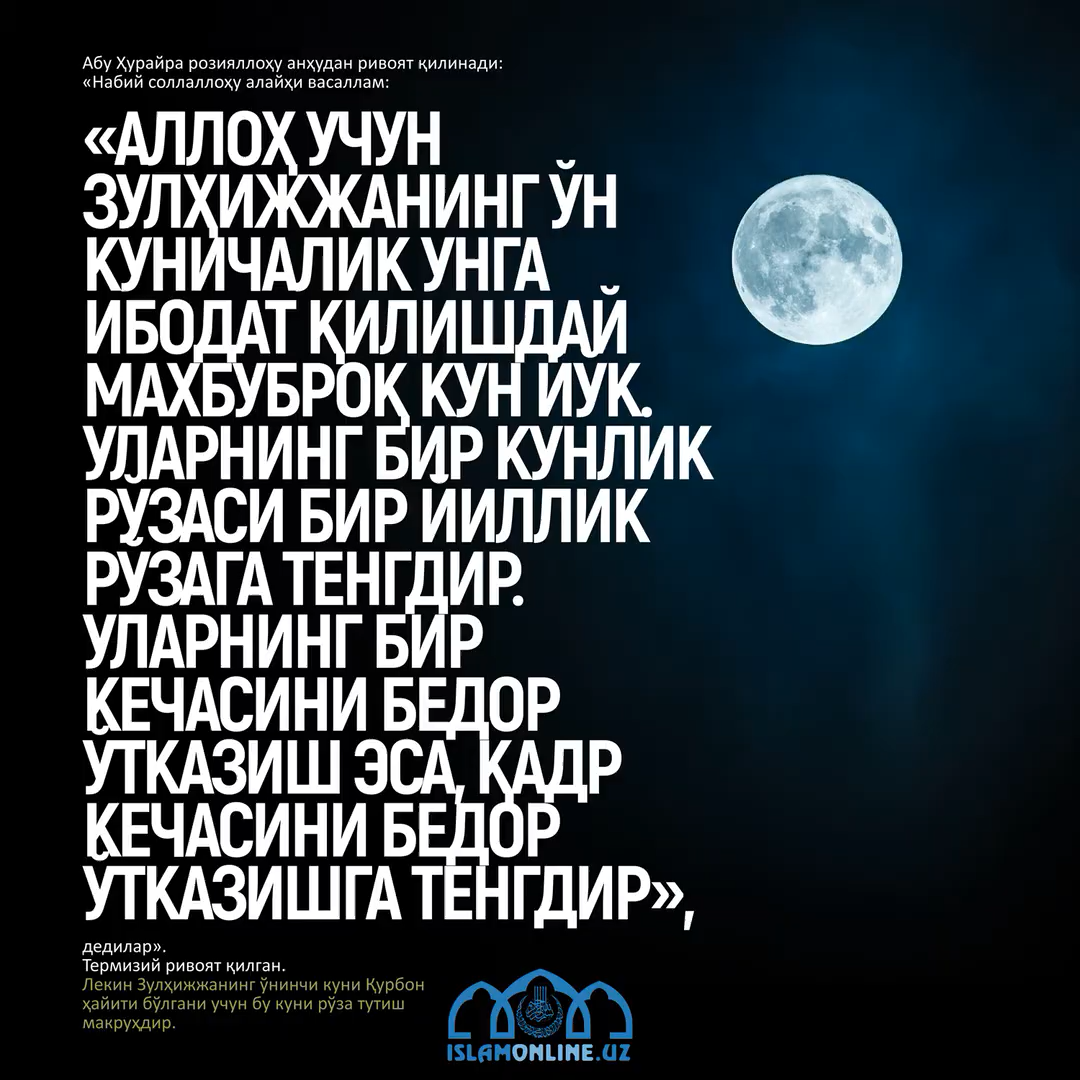 Абу Ҳурайра розияллоҳу анҳудан ривоят қилинади:
«Набий соллаллоҳу алайҳи васаллам:
«АЛЛОҲ УЧУН
ЗУЛҲИЖЖАНИНГ ЎН
КУНИЧАЛИК УНГА
ИБОДАТ ҚИЛИШДАЙ
МАХБУБРОҚ КУН ЙУК.
УЛАРНИНГ БИР КУНЛИК
РЎЗАСИ БИР ЙИЛЛИК
РЎЗАГА ТЕНГДИР.
УЛАРНИНГ БИР
КЕЧАСИНИ БЕДОР
ЎТКАЗИШ ЭСА, ҚАДР
КЕЧАСИНИ БЕДОР
ЎТКАЗИШГА ТЕНГДИР»,
дедилар».
Термизий ривоят қилган.
Лекин Зулҳижжанинг ўнинчи куни Қурбон
ҳайити бўлгани учун бу куни рўза тутиш
макруҳдир.
ISLAMONLINE.UZ